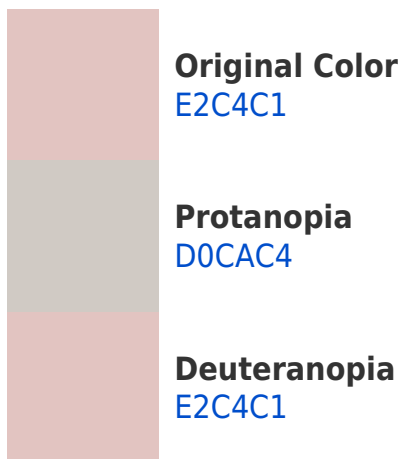 Original Color
E2C4C1
Protanopia
D0CAC4
Deuteranopia
E2C4C1